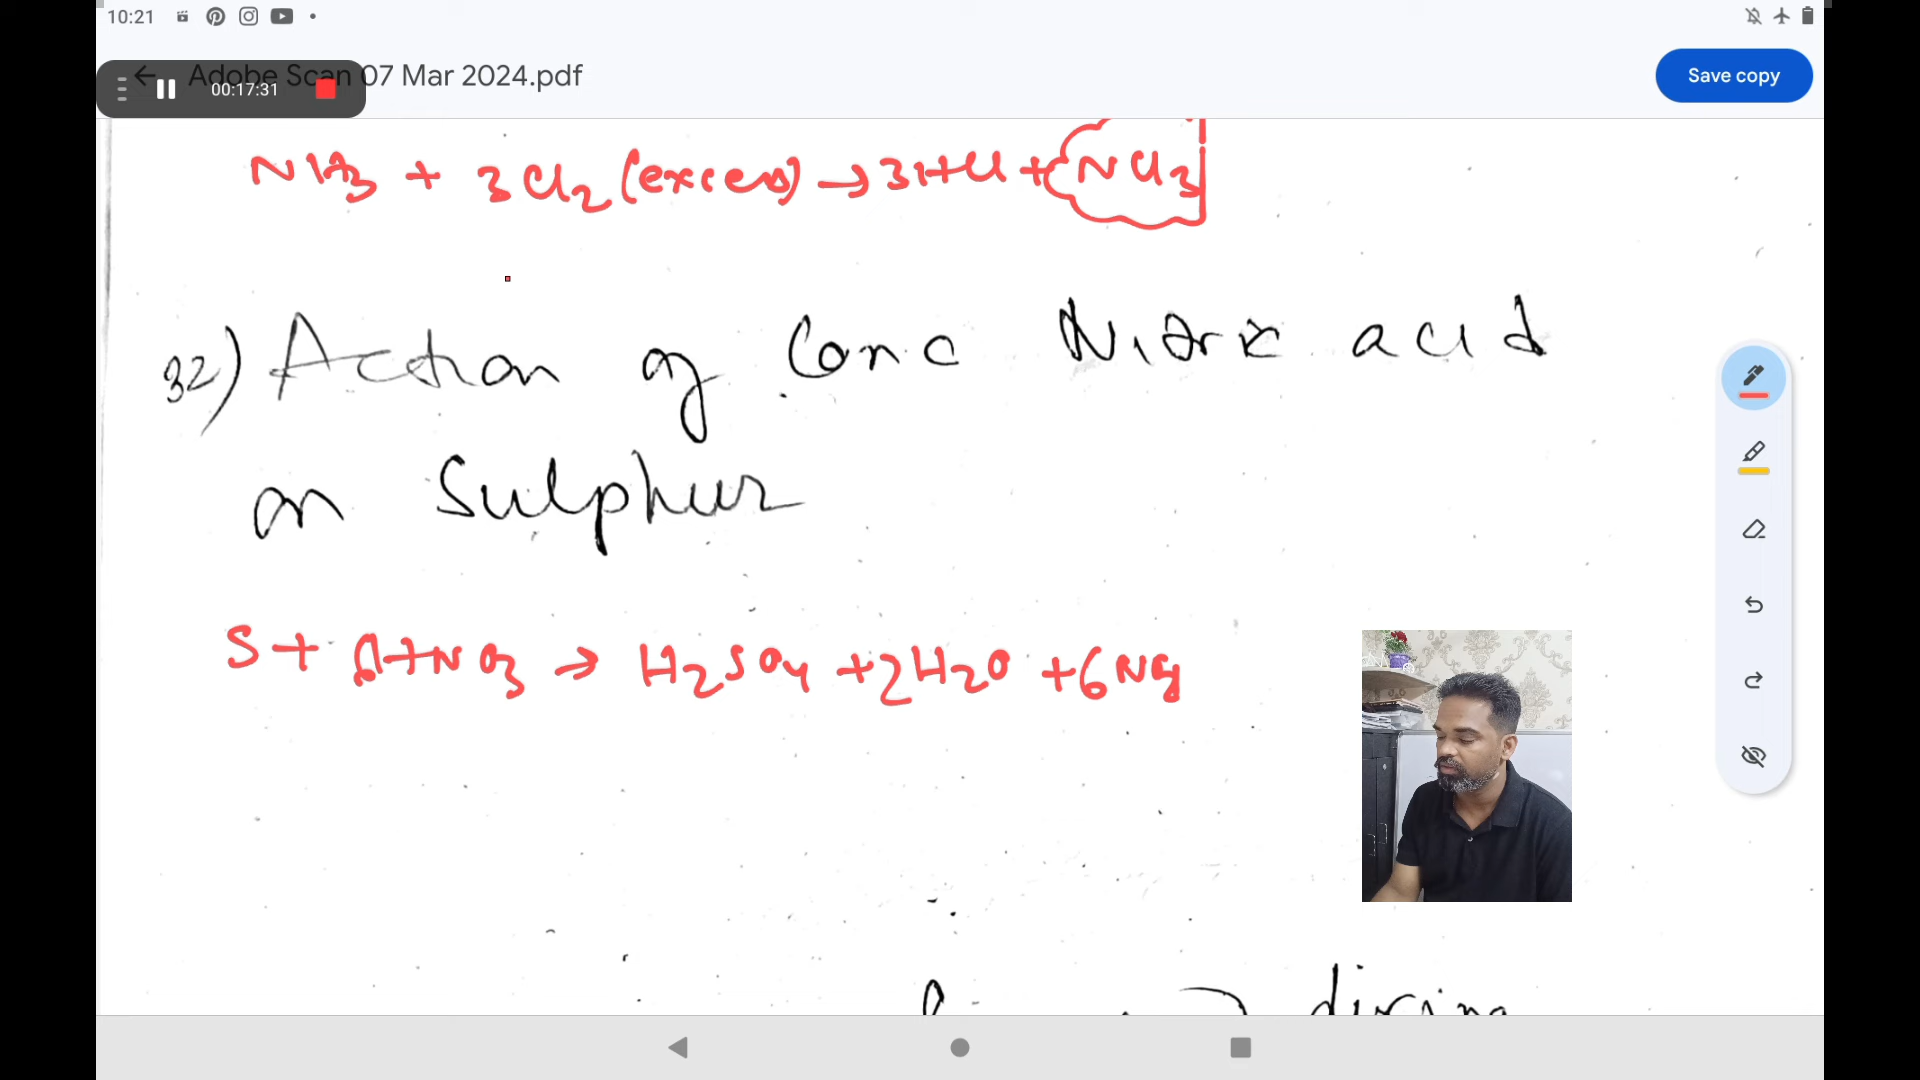 10:21
Adobe Scan 07 Mar 2024.pdf
00:17:31
Save copy
NH3 + 3Cl2 (excess) → 3HCl + NCl3
32) Action of Conc Nitric acid
on Sulphur
S + 6HNO3 → H2SO4 + 2H2O + 6NO2
dixing